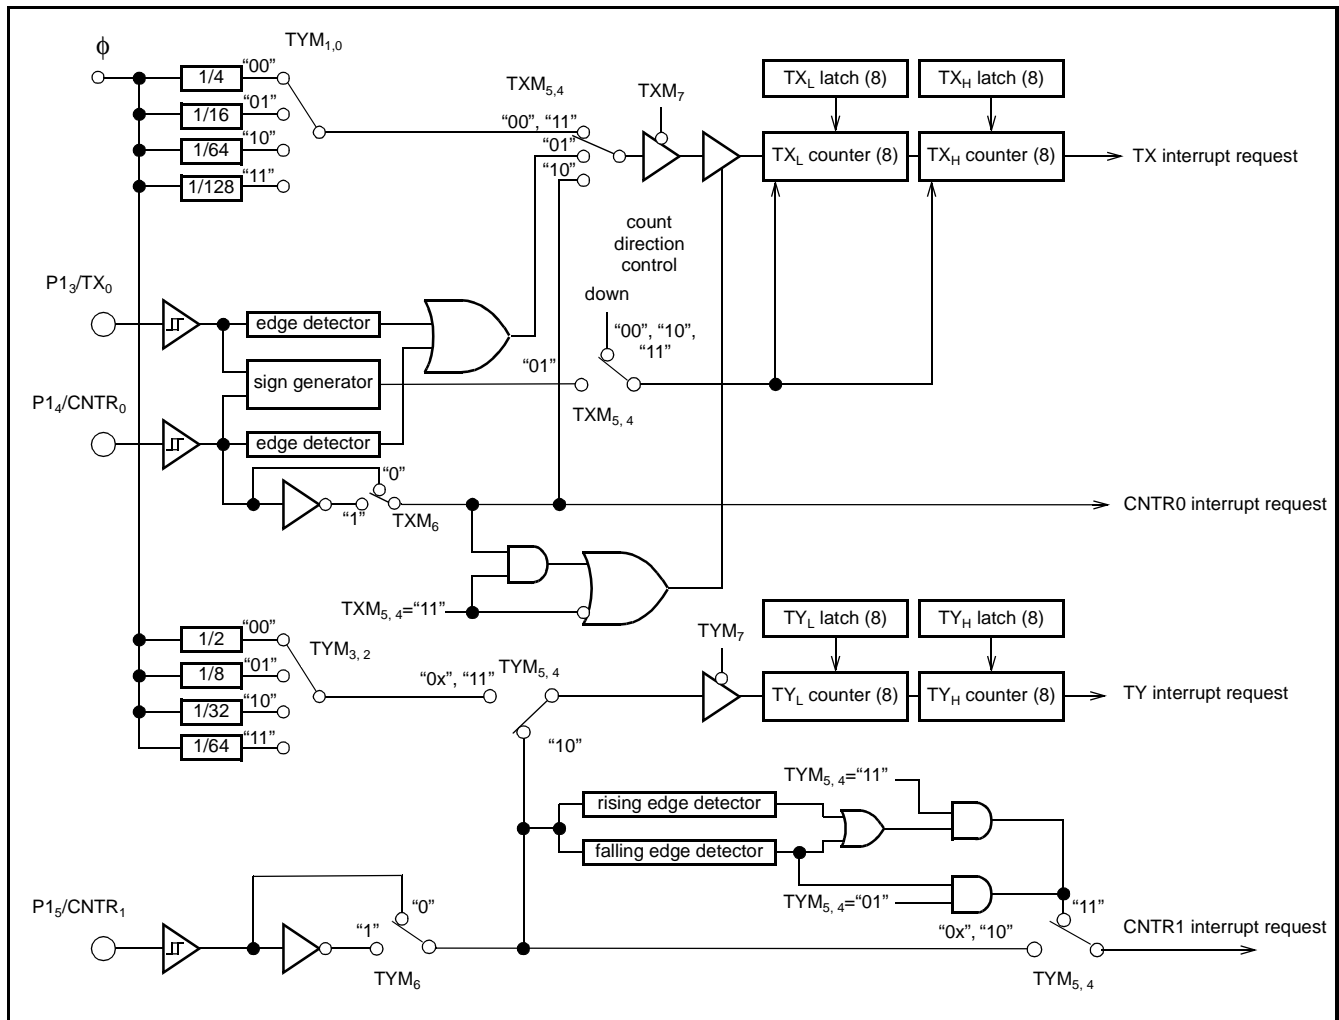 ϕ
TYM1,0
1/4
"00"
1/16
"01"
1/64
"10"
1/128
"11"
TXM5,4
"00", "11"
"01"
"10"
TXM7
TXL latch (8)
TXH latch (8)
TXL counter (8)
TXH counter (8)
TX interrupt request
count
direction
control
down
"00", "10",
"11"
"01"
TXM5, 4
P13/TX0
edge detector
sign generator
P14/CNTR0
edge detector
"0"
"1"
TXM6
CNTR0 interrupt request
TXM5, 4="11"
1/2
"00"
1/8
"01"
1/32
"10"
1/64
"11"
TYM3, 2
"0x", "11"
TYM5, 4
"10"
TYM7
TYL latch (8)
TYH latch (8)
TYL counter (8)
TYH counter (8)
TY interrupt request
TYM5, 4="11"
rising edge detector
falling edge detector
TYM5, 4="01"
P15/CNTR1
"0"
"1"
TYM6
"11"
"0x", "10"
CNTR1 interrupt request
TYM5, 4